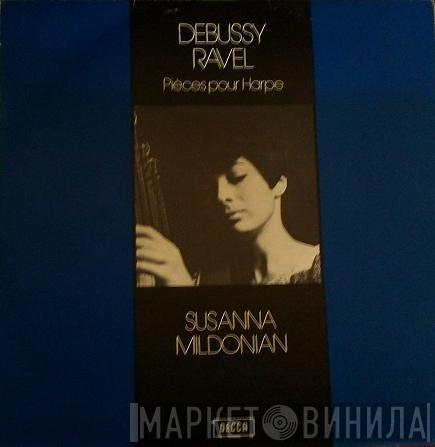 DEBUSSY
RAVEL
Pièces pour Harpe
SUSANNA
MILDONIAN
DECCA
МАРКЕТ ВИНИЛА